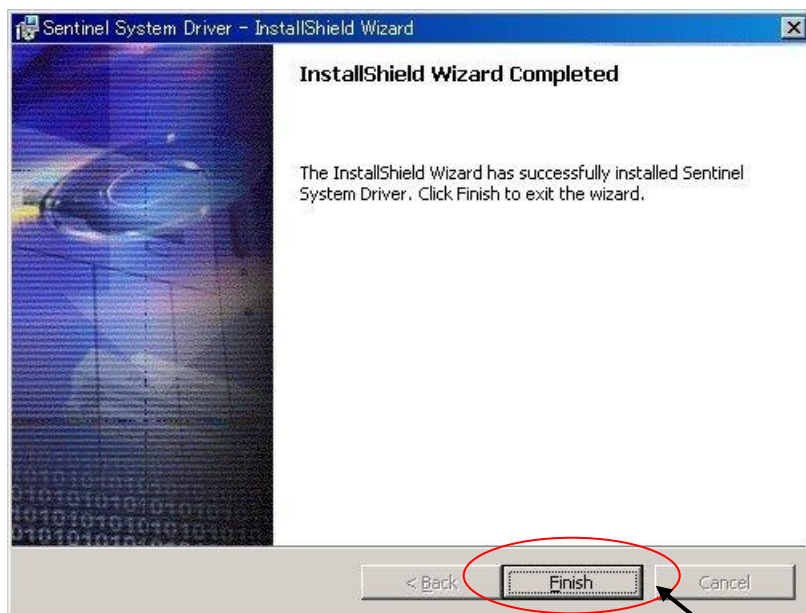 Sentinel System Driver - InstallShield Wizard
InstallShield Wizard Completed
The InstallShield Wizard has successfully installed Sentinel
System Driver. Click Finish to exit the wizard.
1010101010101
< Back
Finish
Cancel